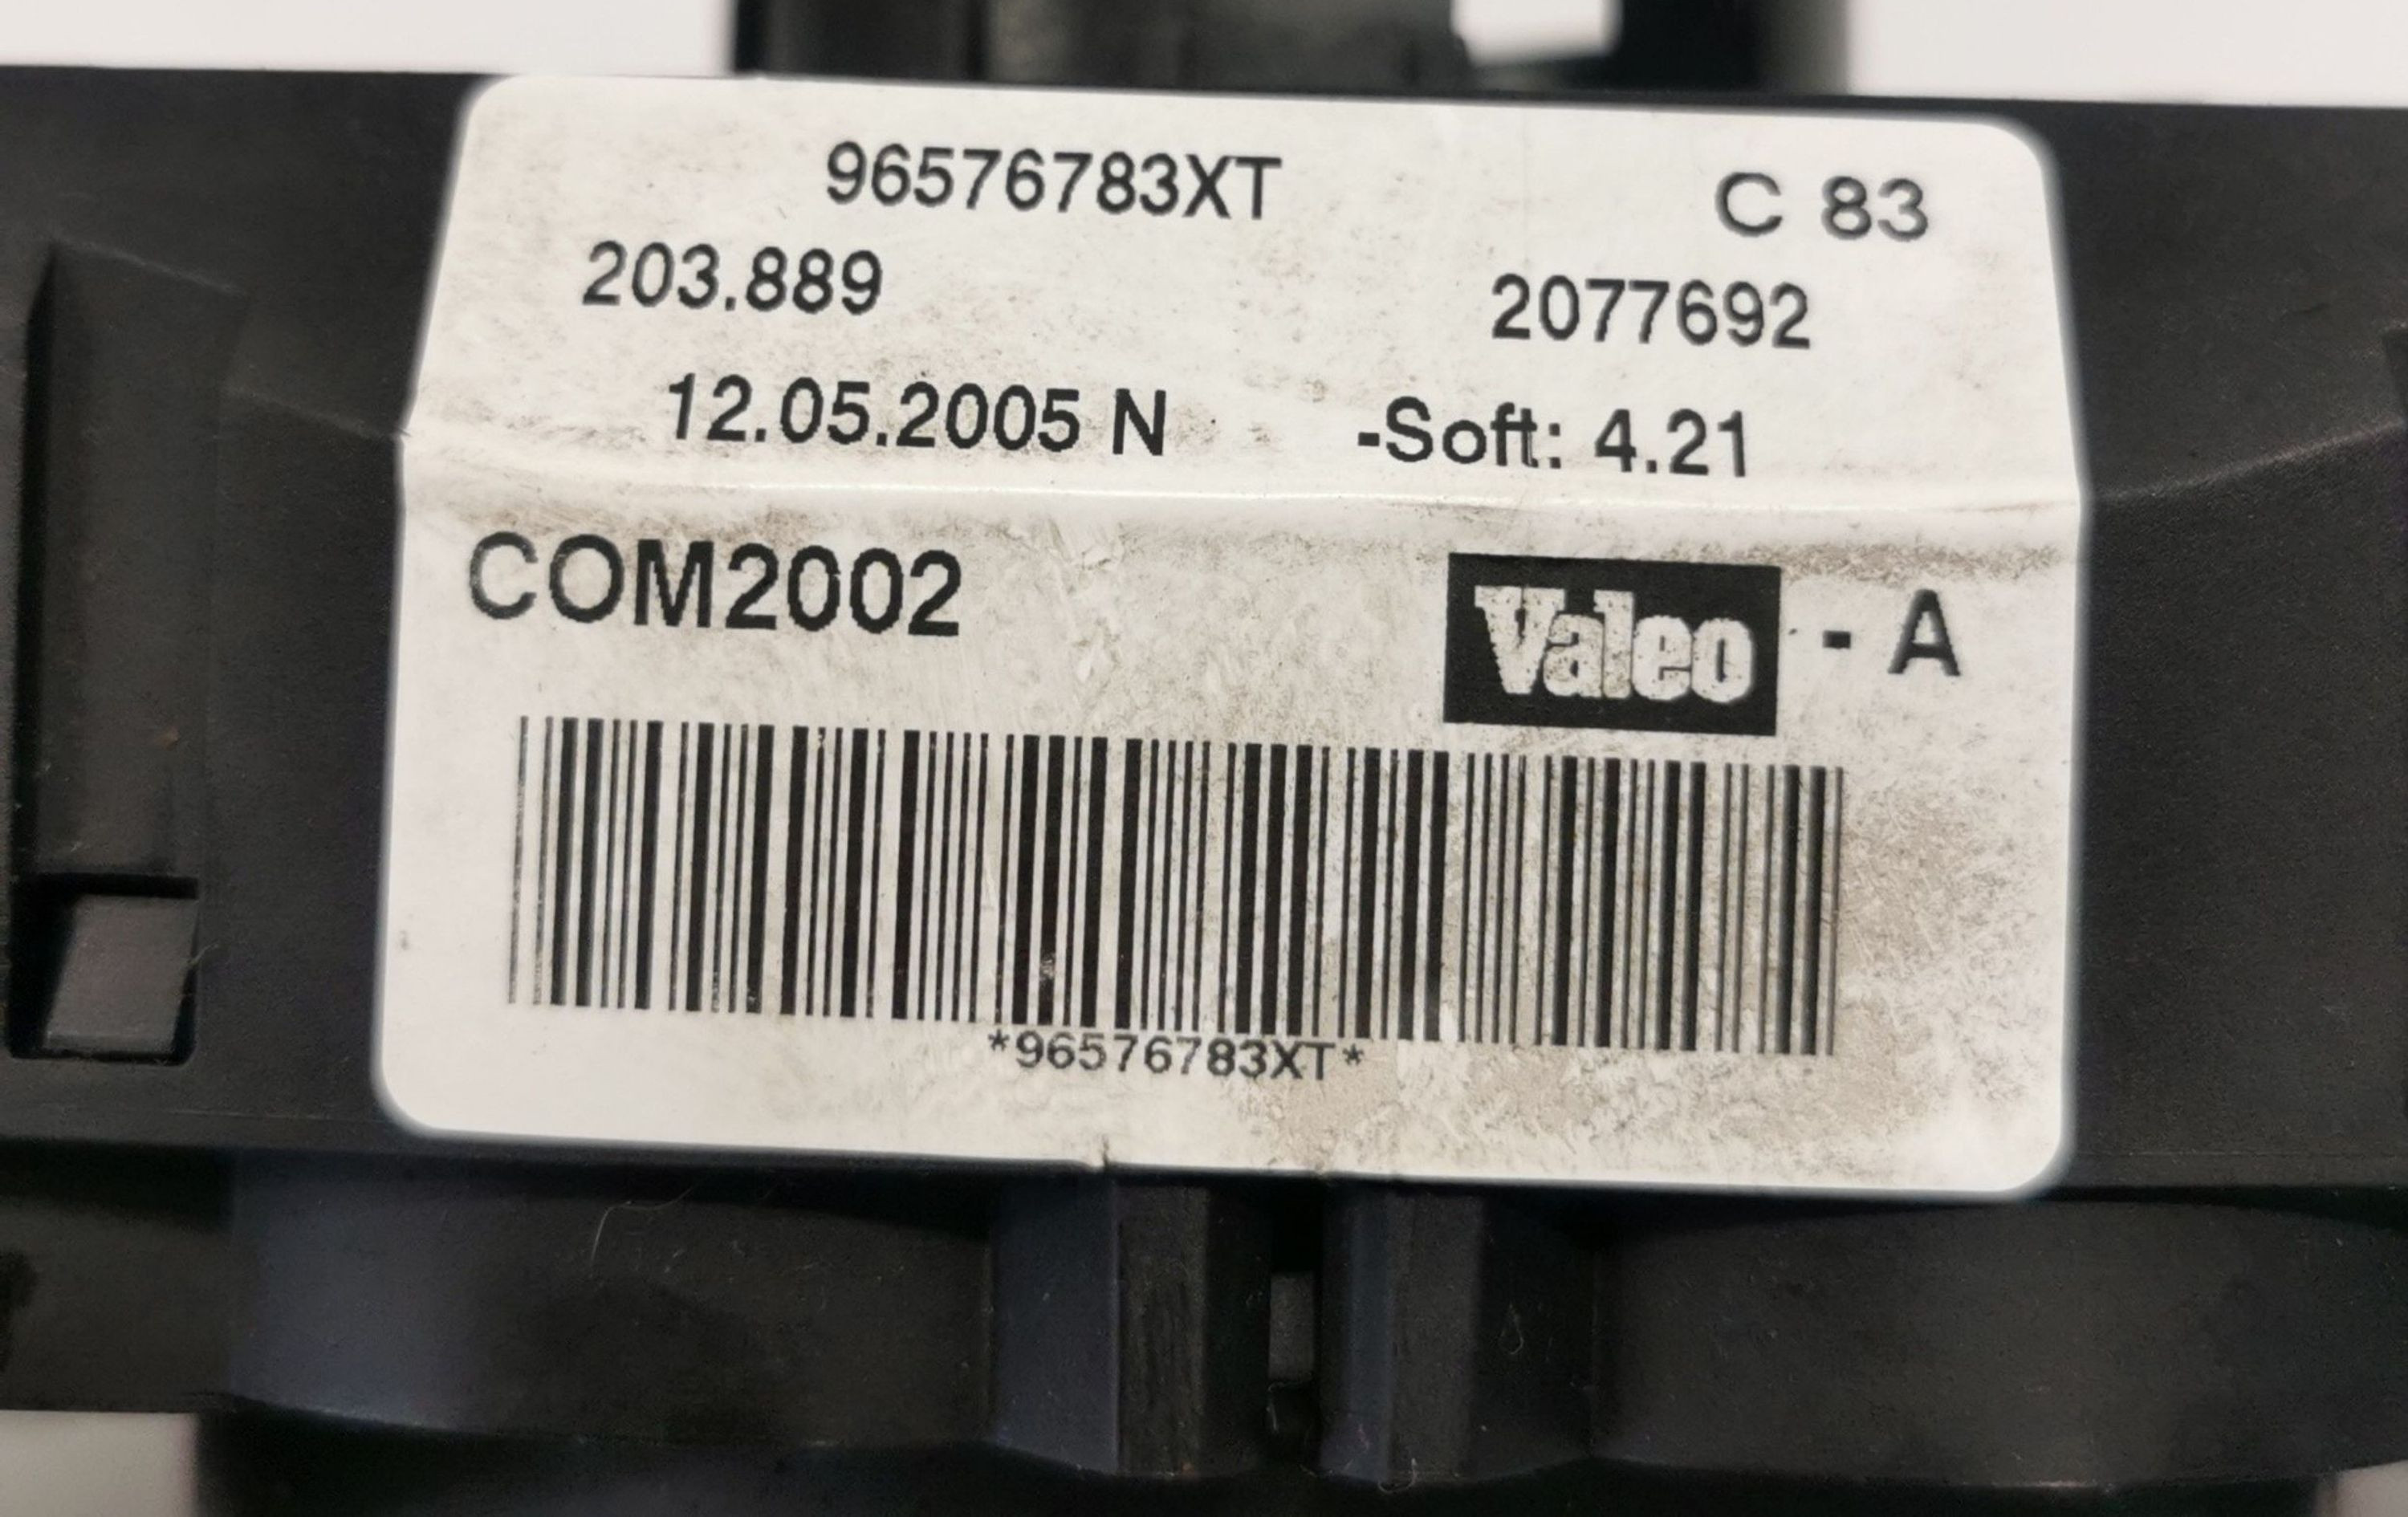 96576783XT C 83
203.889 2077692
12.05.2005 N -Soft: 4.21
COM2002 Valeo - A
*96576783XT*